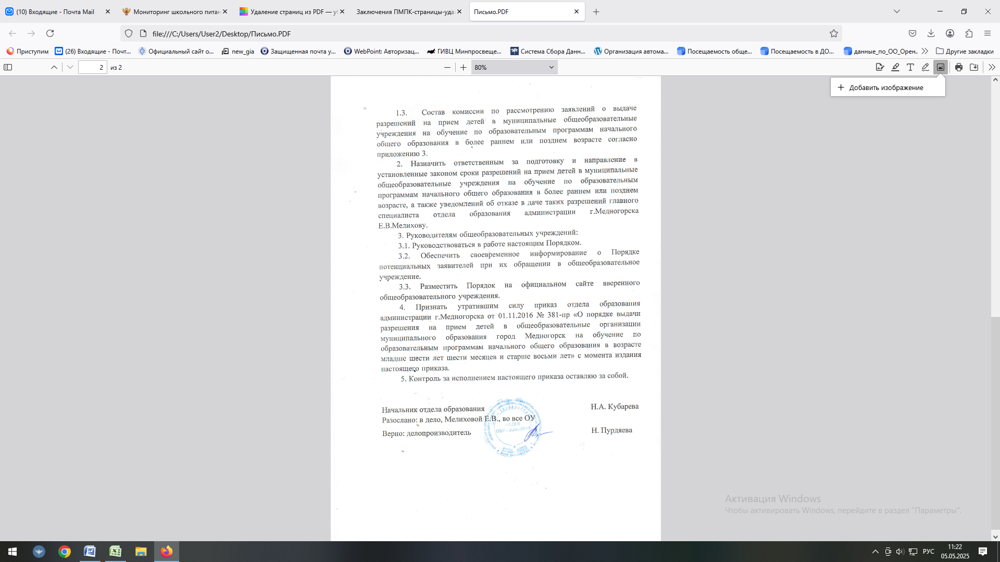 (10) Входящие - Почта Mail
Мониторинг школьного питан
Удаление страниц из PDF — у
Заключения ПМПК-страницы-уда
Письмо.PDF
file:///C:/Users/User2/Desktop/Письмо.PDF
Приступим
(26) Входящие - Почт...
Официальный сайт о...
new_gia
Защищенная почта у...
WebPoint: Авторизац...
ГИВЦ Минпросвеще...
Система Сбора Данн...
Организация автома...
Посещаемость обще...
Посещаемость в ДО...
данные_по_ОО_Орен...
Другие закладки
2 из 2
80%
Добавить изображение
1.3. Состав комиссии по рассмотрению заявлений о выдаче
разрешений на прием детей в муниципальные общеобразовательные
учреждения на обучение по образовательным программам начального
общего образования в более раннем или позднем возрасте согласно
приложению 3.
2. Назначить ответственным за подготовку и направление в
установленные законом сроки разрешений на прием детей в муниципальные
общеобразовательные учреждения на обучение по образовательным
программам начального общего образования в более раннем или позднем
возрасте, а также уведомлений об отказе в даче таких разрешений главного
специалиста отдела образования администрации г.Медногорска
Е.В.Мелихову.
3. Руководителям общеобразовательных учреждений:
3.1. Руководствоваться в работе настоящим Порядком.
3.2. Обеспечить своевременное информирование о Порядке
потенциальных заявителей при их обращении в общеобразовательное
учреждение.
3.3. Разместить Порядок на официальном сайте вверенного
общеобразовательного учреждения.
4. Признать утратившим силу приказ отдела образования
администрации г.Медногорска от 01.11.2016 № 381-пр «О порядке выдачи
разрешения на прием детей в общеобразовательные организации
муниципального образования город Медногорск на обучение по
образовательным программам начального общего образования в возрасте
младше шести лет шести месяцев и старше восьми лет» с момента издания
настоящего приказа.
5. Контроль за исполнением настоящего приказа оставляю за собой.
Начальник отдела образования Н.А. Кубарева
Разослано: в дело, Мелиховой Е.В., во все ОУ
ОТДЕЛ
ОБРАЗОВАНИЯ
Верно: делопроизводитель Н. Пурдяева
Активация Windows
Чтобы активировать Windows, перейдите в раздел "Параметры".
РУС
11:22
05.05.2025